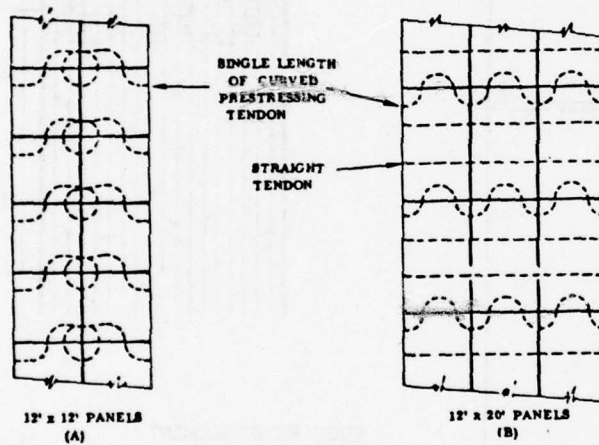 SINGLE LENGTH
OF CURVED
PRESTRESSING
TENDON
STRAIGHT
TENDON
12' x 12' PANELS
(A)
12' x 20' PANELS
(B)